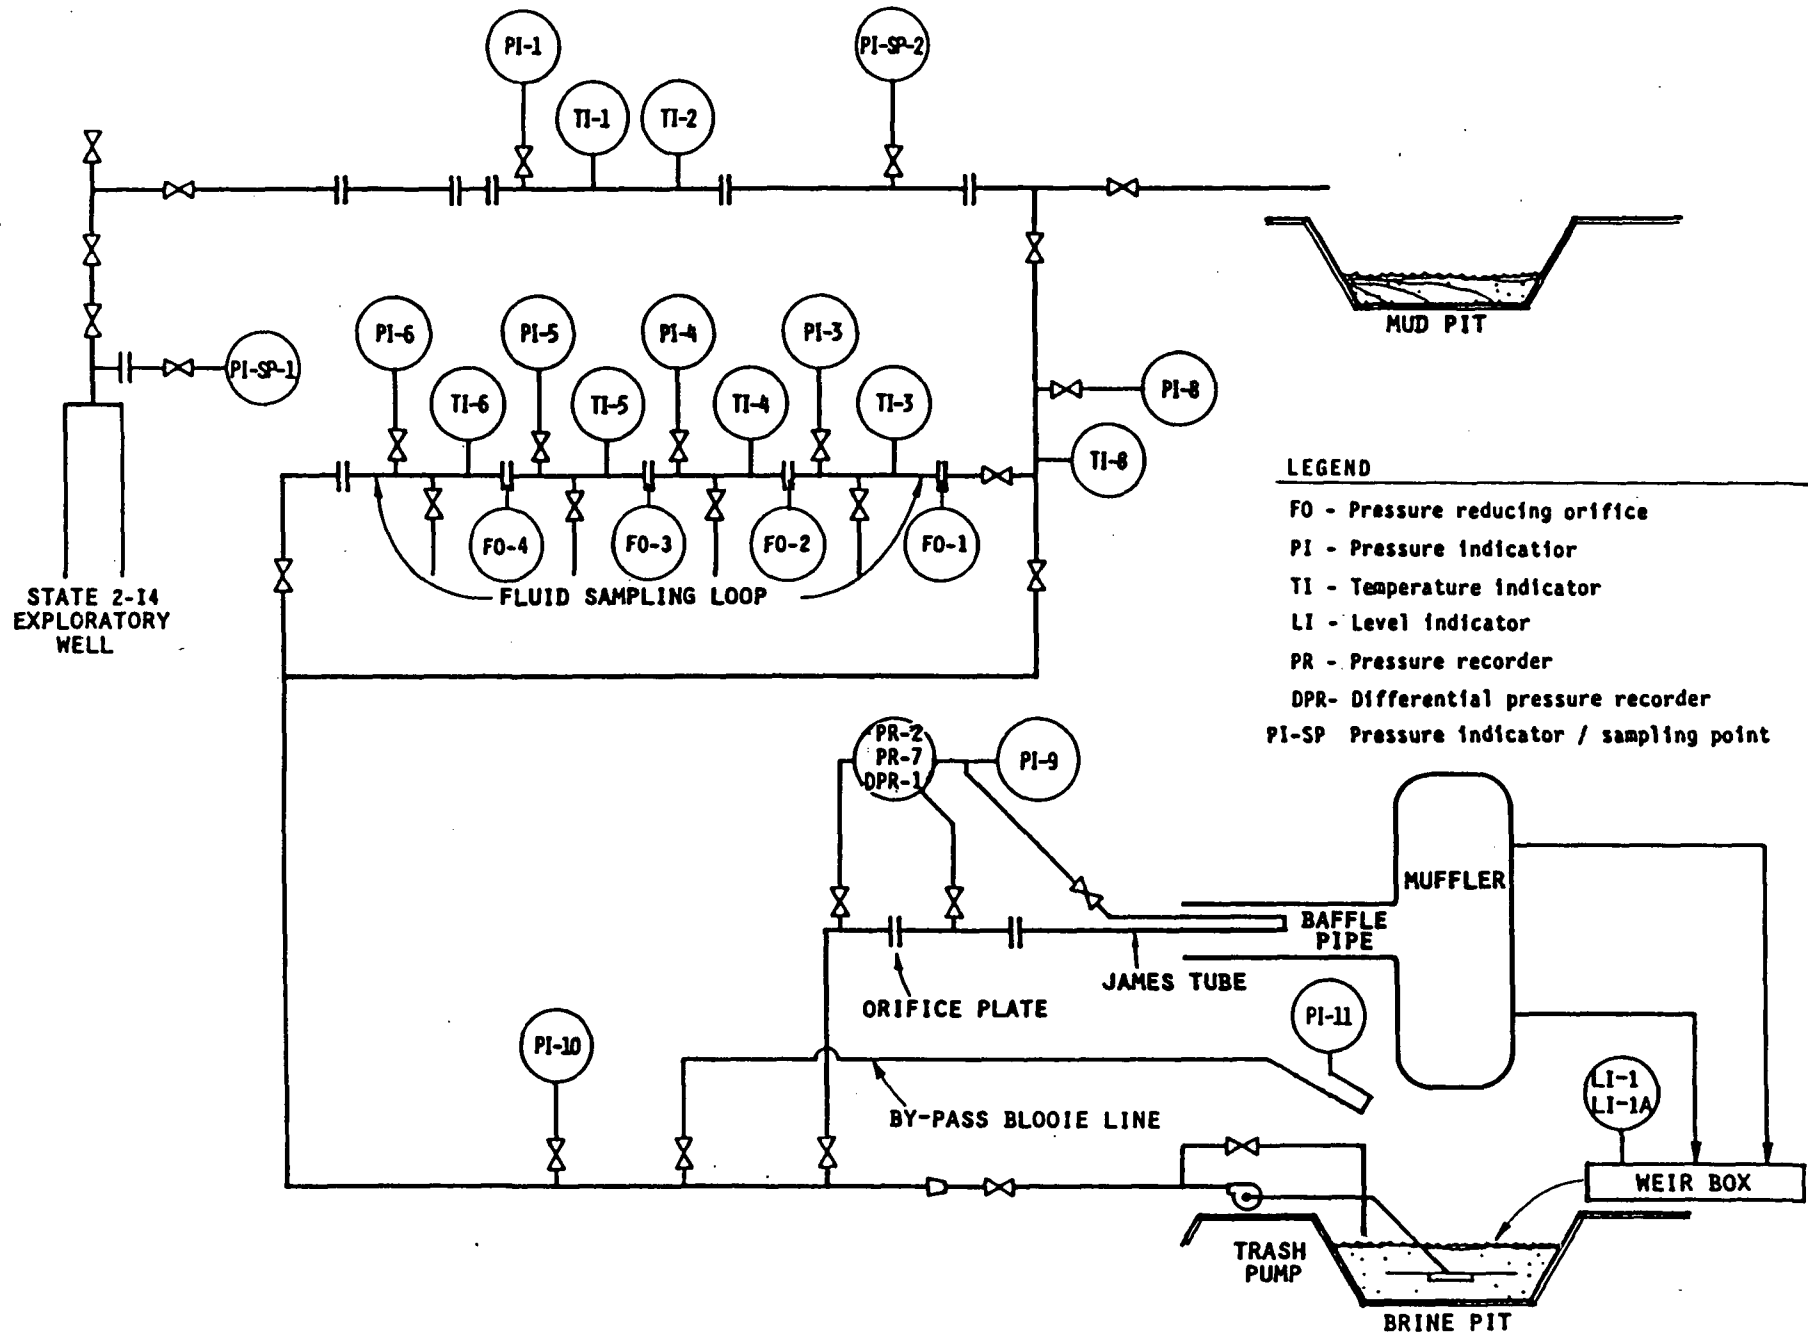 PI-1
PI-SP-2
TI-1
TI-2
MUD PIT
PI-6
PI-5
PI-4
PI-3
PI-SP-1
TI-6
TI-5
TI-4
TI-3
PI-8
TI-8
FO-4
FO-3
FO-2
FO-1
FLUID SAMPLING LOOP
STATE 2-14
EXPLORATORY
WELL
LEGEND
FO - Pressure reducing orifice
PI - Pressure indicatior
TI - Temperature indicator
LI - Level indicator
PR - Pressure recorder
DPR- Differential pressure recorder
PI-SP Pressure indicator / sampling point
PR-2
PR-7
DPR-1
PI-9
MUFFLER
BAFFLE
PIPE
JAMES TUBE
ORIFICE PLATE
PI-11
PI-10
BY-PASS BLOOIE LINE
LI-1
LI-1A
WEIR BOX
TRASH
PUMP
BRINE PIT